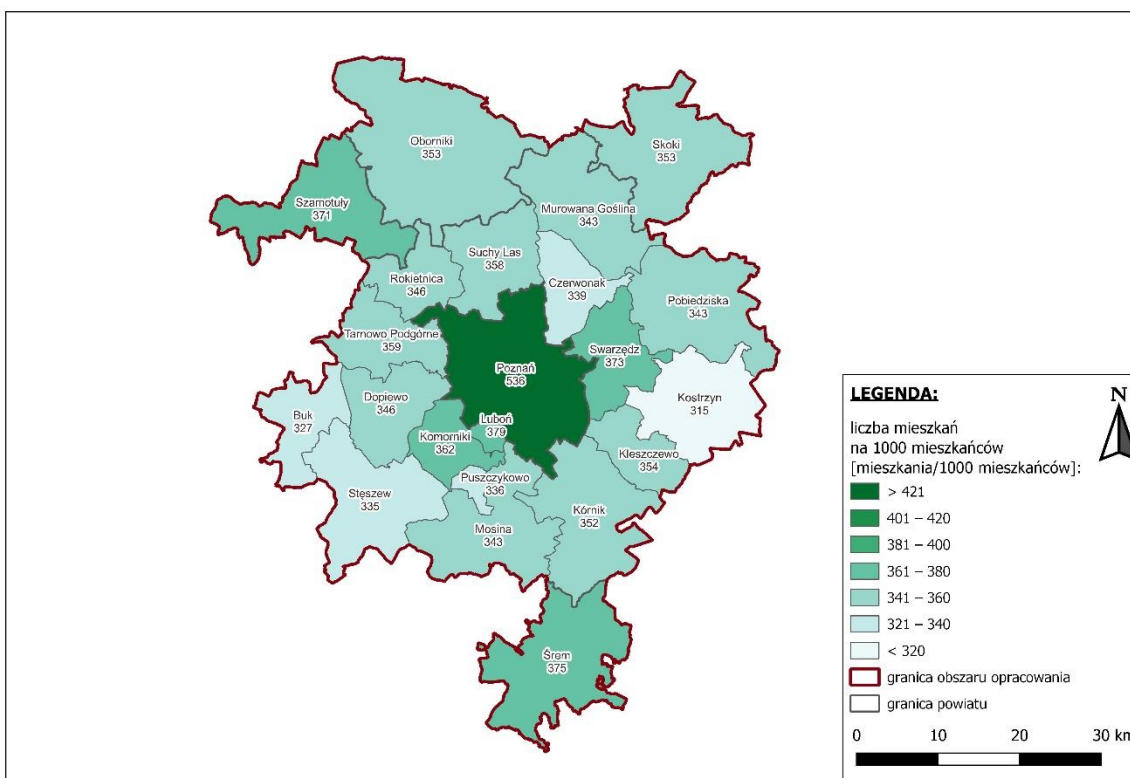 Oborniki
353
Skoki
353
Szamotuły
371
Murowana Goślina
343
Suchy Las
358
Rokietnica
346
Czerwonak
339
Pobiedziska
343
Tarnowo Podgórne
359
Swarzędz
373
Poznań
536
Dopiewo
346
Kostrzyn
315
Buk
327
Luboń
379
Komorniki
362
Kleszczewo
354
Puszczykowo
336
Stęszew
335
Kórnik
352
Mosina
343
Śrem
375
LEGENDA:
N
liczba mieszkań
na 1000 mieszkańców
[mieszkania/1000 mieszkańców]:
> 421
401 – 420
381 – 400
361 – 380
341 – 360
321 – 340
< 320
granica obszaru opracowania
granica powiatu
0 10 20 30 km